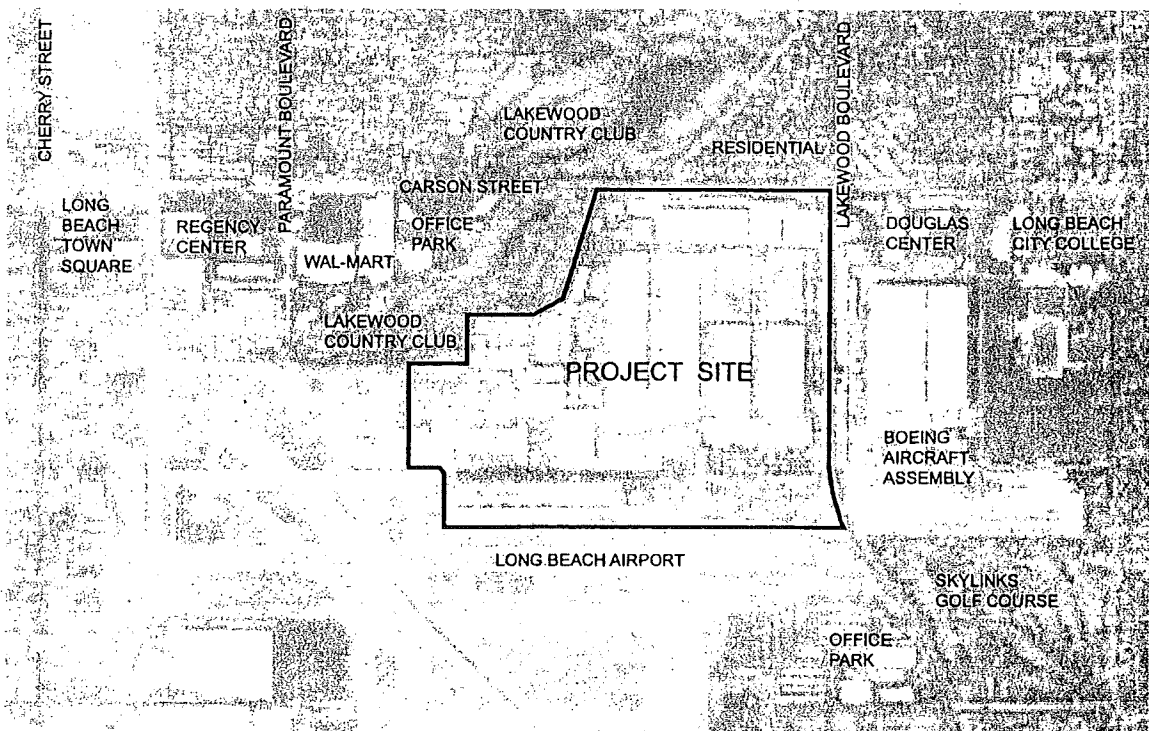 CHERRY STREET
PARAMOUNT BOULEVARD
LAKEWOOD BOULEVARD
LAKEWOOD
COUNTRY CLUB
RESIDENTIAL
CARSON STREET
LONG
BEACH
TOWN
SQUARE
REGENCY
CENTER
OFFICE
PARK
WAL-MART
DOUGLAS
CENTER
LONG BEACH
CITY COLLEGE
LAKEWOOD
COUNTRY CLUB
PROJECT SITE
BOEING
AIRCRAFT
ASSEMBLY
LONG BEACH AIRPORT
SKYLINKS
GOLF COURSE
OFFICE
PARK